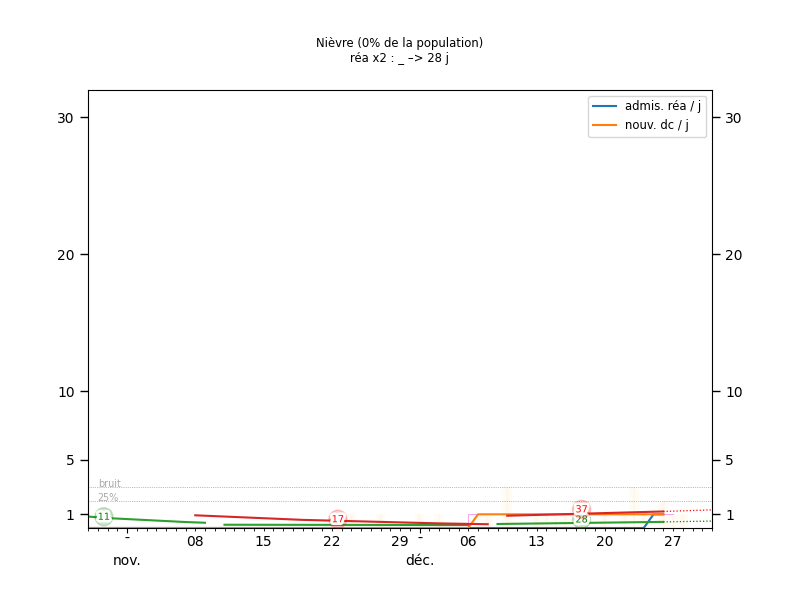 Nièvre (0% de la population)
réa x2 : _ –> 28 j
admis. réa / j
nouv. dc / j
30 30
20 20
10 10
5 5
bruit
25%
1 11 17 37 28 1
- 08 15 22 29 - 06 13 20 27
nov. déc.